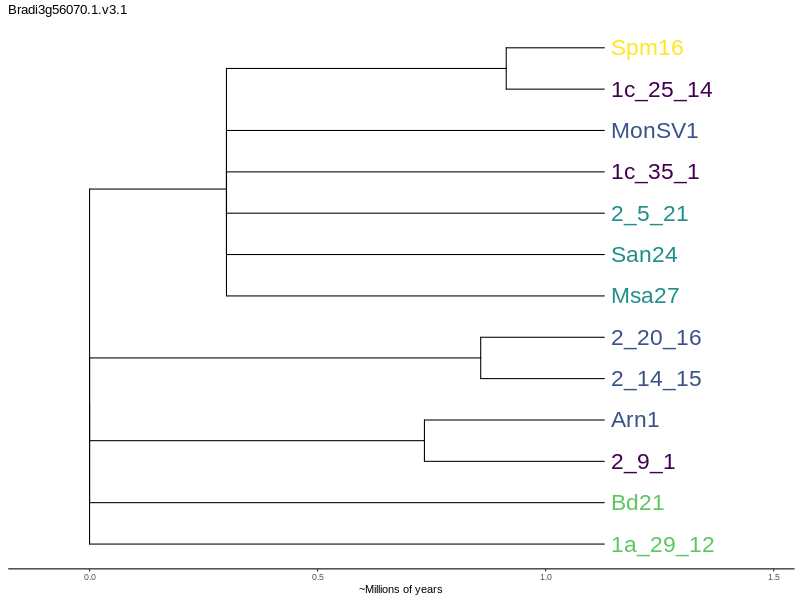 Bradi3g56070.1.v3.1
Spm16
1c_25_14
MonSV1
1c_35_1
2_5_21
San24
Msa27
2_20_16
2_14_15
Arn1
2_9_1
Bd21
1a_29_12
0.0 0.5 1.0 1.5
~Millions of years